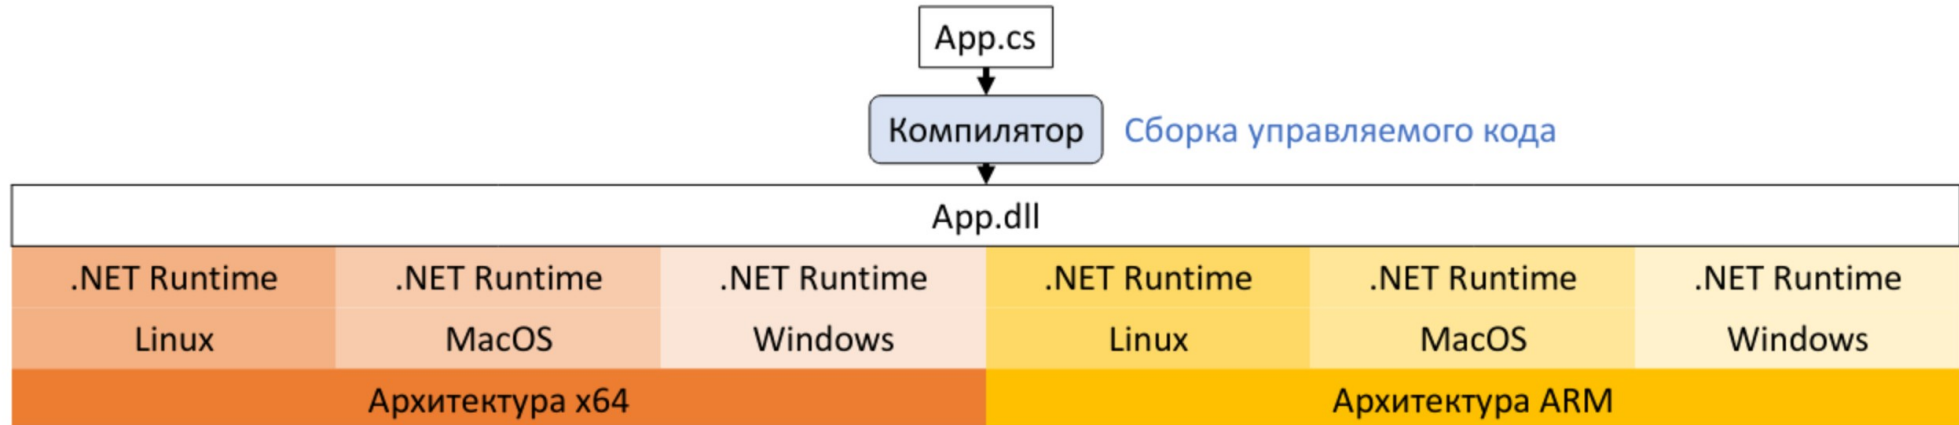 App.cs
Компилятор
Сборка управляемого кода
App.dll
.NET Runtime .NET Runtime .NET Runtime .NET Runtime .NET Runtime .NET Runtime
Linux MacOS Windows Linux MacOS Windows
Архитектура x64 Архитектура ARM